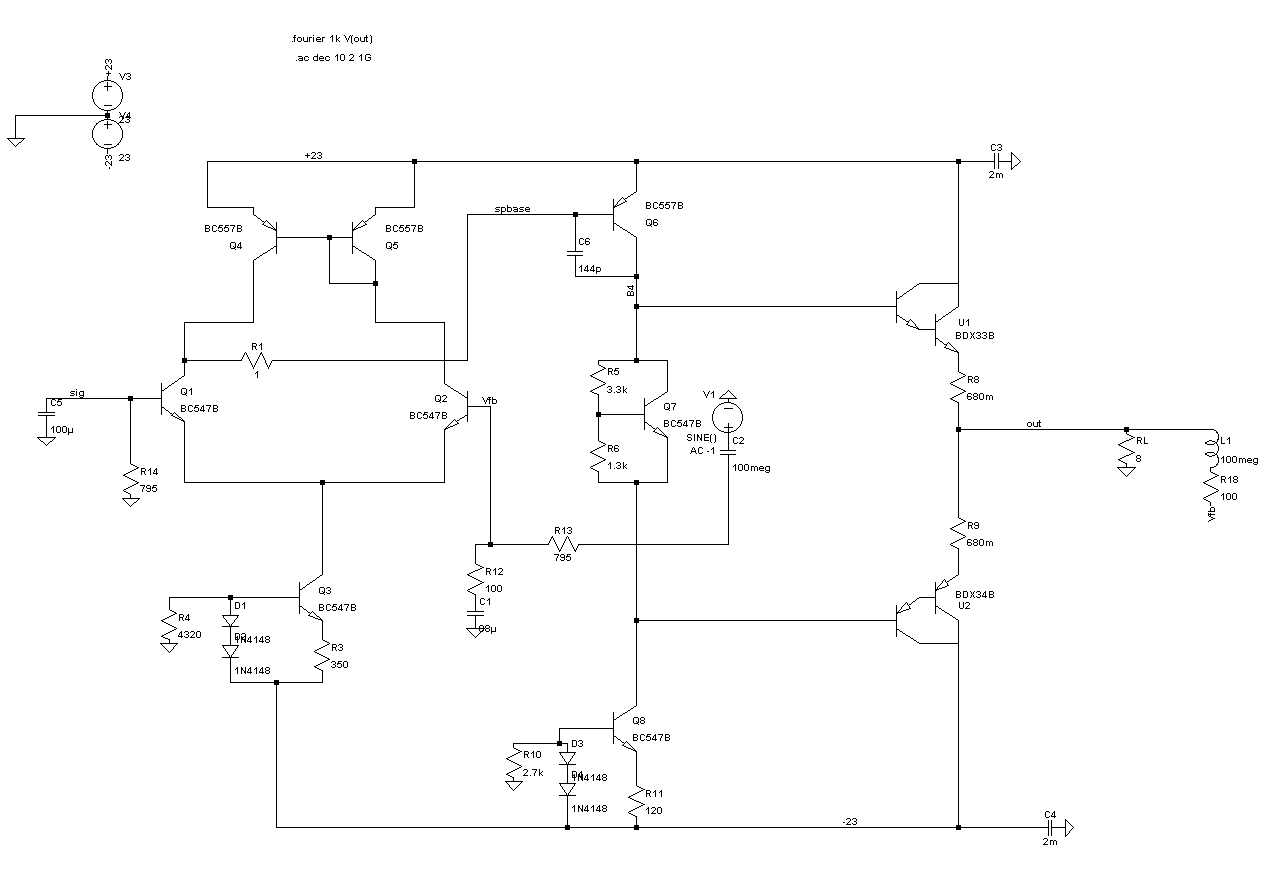 .fourier 1k V(out)
.ac dec 10 2 1G
+23
V3
23
V4
-23
23
+23
C3
2m
BC557B
Q4
BC557B
Q5
spbase
BC557B
Q6
C6
144p
B4
U1
BDX33B
R1
1
R5
3.3k
R8
680m
sig
C5
100µ
Q1
BC547B
Q2
BC547B
Vfb
Q7
BC547B
V1
SINE()
AC -1
C2
100meg
out
RL
8
L1
100meg
R6
1.3k
R14
795
R18
100
Vfb
R13
795
R9
680m
R12
100
C1
Q3
BC547B
BDX34B
U2
D1
1N4148
D2
1N4148
R4
4320
R3
350
Q8
BC547B
D3
1N4148
D4
1N4148
R10
2.7k
R11
120
-23
C4
2m